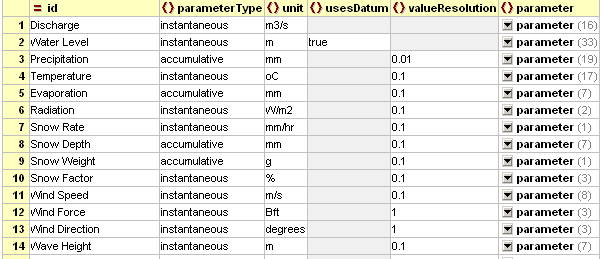 = id {} parameterType {} unit {} usesDatum {} valueResolution {} parameter
1 Discharge instantaneous m3/s parameter (16)
2 Water Level instantaneous m true parameter (33)
3 Precipitation accumulative mm 0.01 parameter (19)
4 Temperature instantaneous oC 0.1 parameter (17)
5 Evaporation accumulative mm 0.1 parameter (7)
6 Radiation instantaneous W/m2 0.1 parameter (2)
7 Snow Rate instantaneous mm/hr 0.1 parameter (1)
8 Snow Depth accumulative mm 0.1 parameter (7)
9 Snow Weight accumulative g 0.1 parameter (1)
10 Snow Factor instantaneous % 0.1 parameter (3)
11 Wind Speed instantaneous m/s 0.1 parameter (8)
12 Wind Force instantaneous Bft 1 parameter (3)
13 Wind Direction instantaneous degrees 1 parameter (3)
14 Wave Height instantaneous m 0.1 parameter (7)